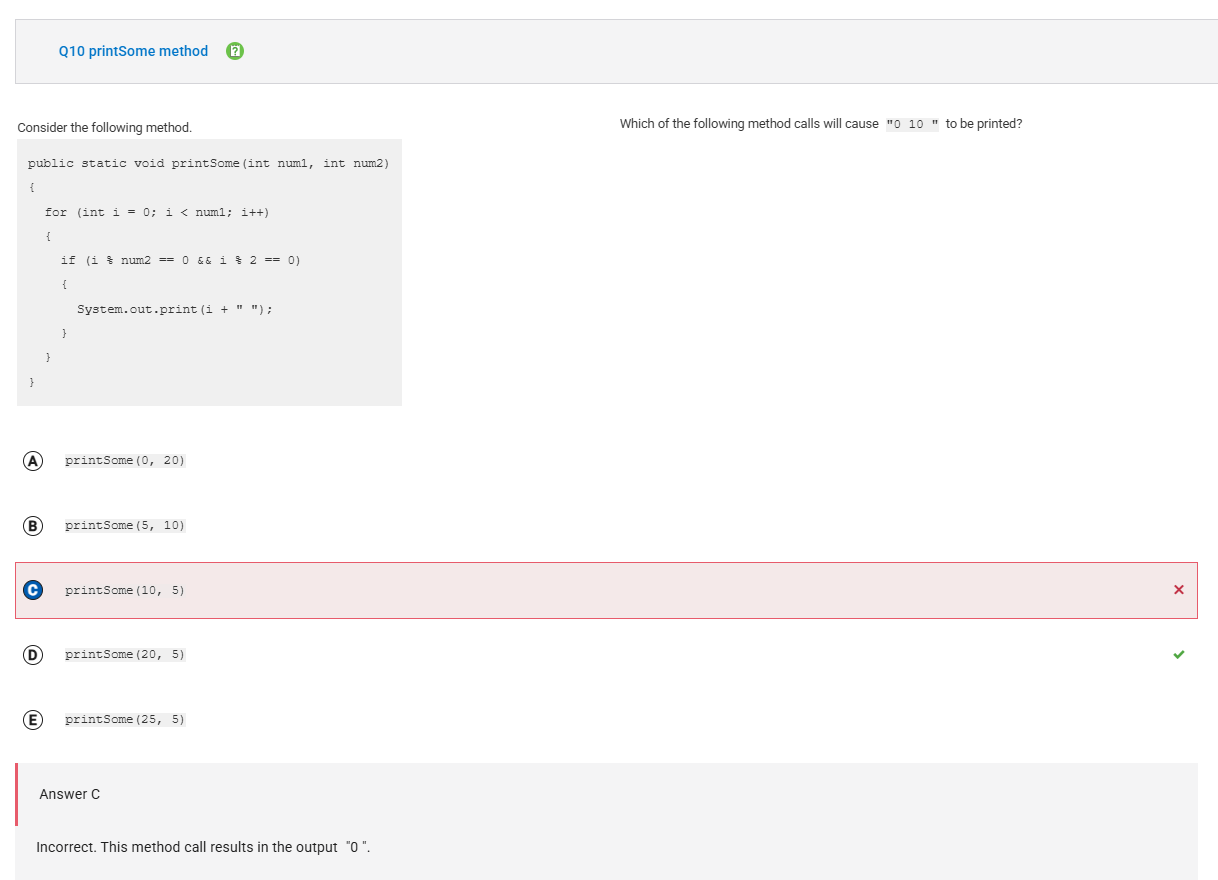 Q10 printSome method
Consider the following method.
Which of the following method calls will cause "0 10 " to be printed?
public static void printSome(int num1, int num2)
{
for (int i = 0; i < num1; i++)
{
if (i % num2 == 0 && i % 2 == 0)
{
System.out.print(i + " ");
}
}
}
A printSome(0, 20)
B printSome(5, 10)
C printSome(10, 5)
D printSome(20, 5)
E printSome(25, 5)
Answer C
Incorrect. This method call results in the output "0 ".